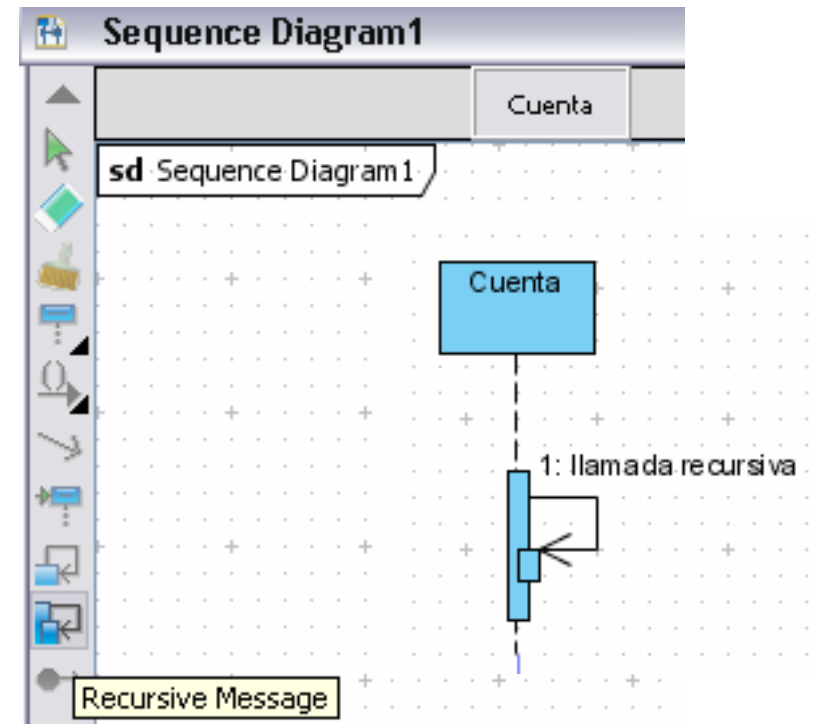 Sequence Diagram1
Cuenta
sd Sequence Diagram1
Cuenta
1: llamada recursiva
Recursive Message